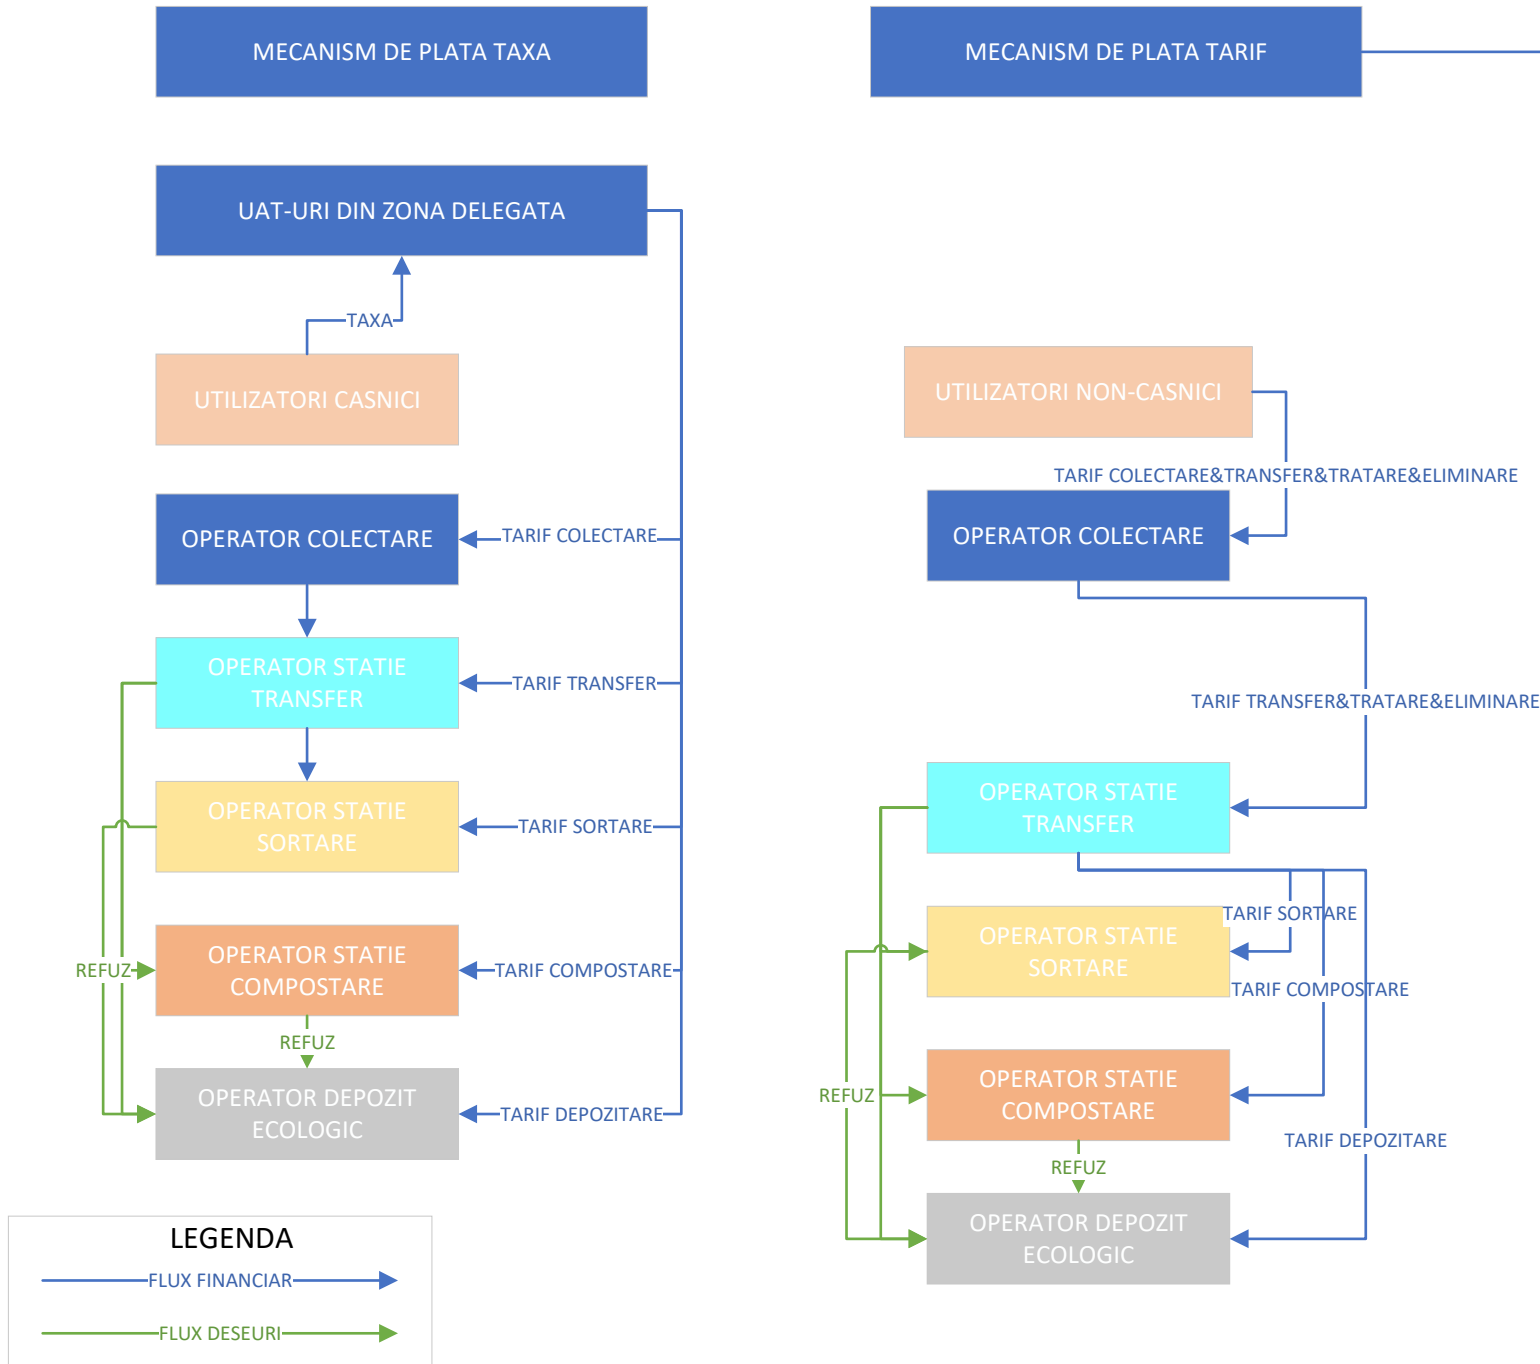 MECANISM DE PLATA TAXA
MECANISM DE PLATA TARIF
UAT-URI DIN ZONA DELEGATA
TAXA
UTILIZATORI CASNICI
OPERATOR COLECTARE
TARIF COLECTARE
OPERATOR STATIE
TRANSFER
TARIF TRANSFER
OPERATOR STATIE
SORTARE
TARIF SORTARE
REFUZ
OPERATOR STATIE
COMPOSTARE
TARIF COMPOSTARE
REFUZ
OPERATOR DEPOZIT
ECOLOGIC
TARIF DEPOZITARE
UTILIZATORI NON-CASNICI
TARIF COLECTARE&TRANSFER&TRATARE&ELIMINARE
OPERATOR COLECTARE
TARIF TRANSFER&TRATARE&ELIMINARE
OPERATOR STATIE
TRANSFER
TARIF SORTARE
OPERATOR STATIE
SORTARE
TARIF COMPOSTARE
REFUZ
OPERATOR STATIE
COMPOSTARE
TARIF DEPOZITARE
REFUZ
OPERATOR DEPOZIT
ECOLOGIC
LEGENDA
FLUX FINANCIAR
FLUX DESEURI